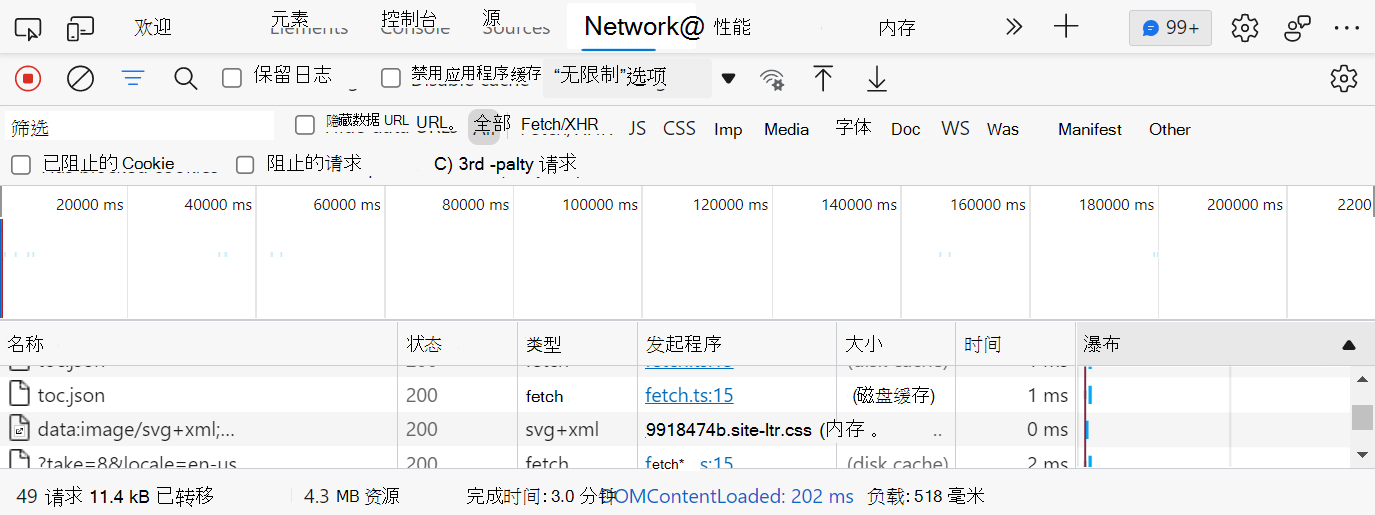 欢迎 元素 控制台 源 Network@ 性能 内存 99+
保留日志 禁用应用程序缓存 “无限制”选项
筛选 隐藏数据 URL URL。 全部 Fetch/XHR JS CSS Imp Media 字体 Doc WS Was Manifest Other
已阻止的 Cookie 阻止的请求 C) 3rd -palty 请求
20000 ms 40000 ms 60000 ms 80000 ms 100000 ms 120000 ms 140000 ms 160000 ms 180000 ms 200000 ms 2200
名称 状态 类型 发起程序 大小 时间 瀑布
toc.json 200 fetch fetch.ts:15 (磁盘缓存) 1 ms
data:image/svg+xml;... 200 svg+xml 9918474b.site-ltr.css (内存 。 .. 0 ms
?take=8&locale=en-us 200 fetch fetch* s:15 (disk cache) 2 ms
49 请求 11.4 kB 已转移 4.3 MB 资源 完成时间: 3.0 分钟 DOMContentLoaded: 202 ms 负载: 518 毫米